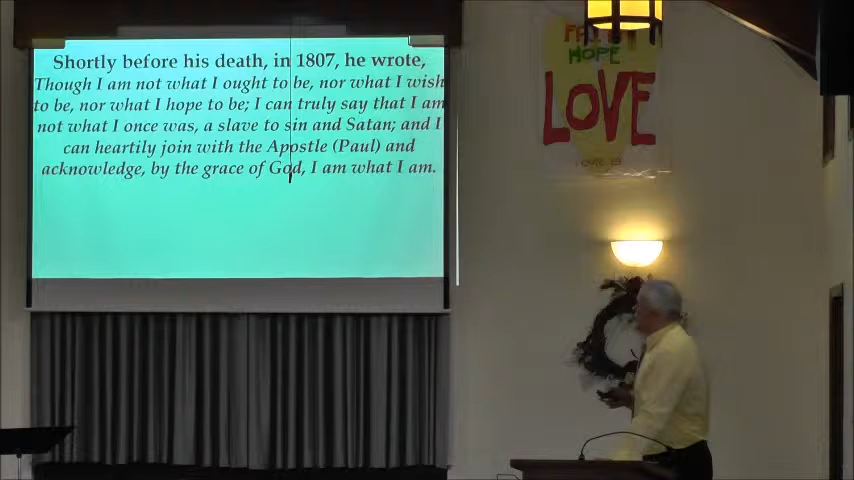 Shortly before his death, in 1807, he wrote,
Though I am not what I ought to be, nor what I wish
to be, nor what I hope to be; I can truly say that I am
not what I once was, a slave to sin and Satan; and I
can heartily join with the Apostle (Paul) and
acknowledge, by the grace of God, I am what I am.
HOPE
LOVE